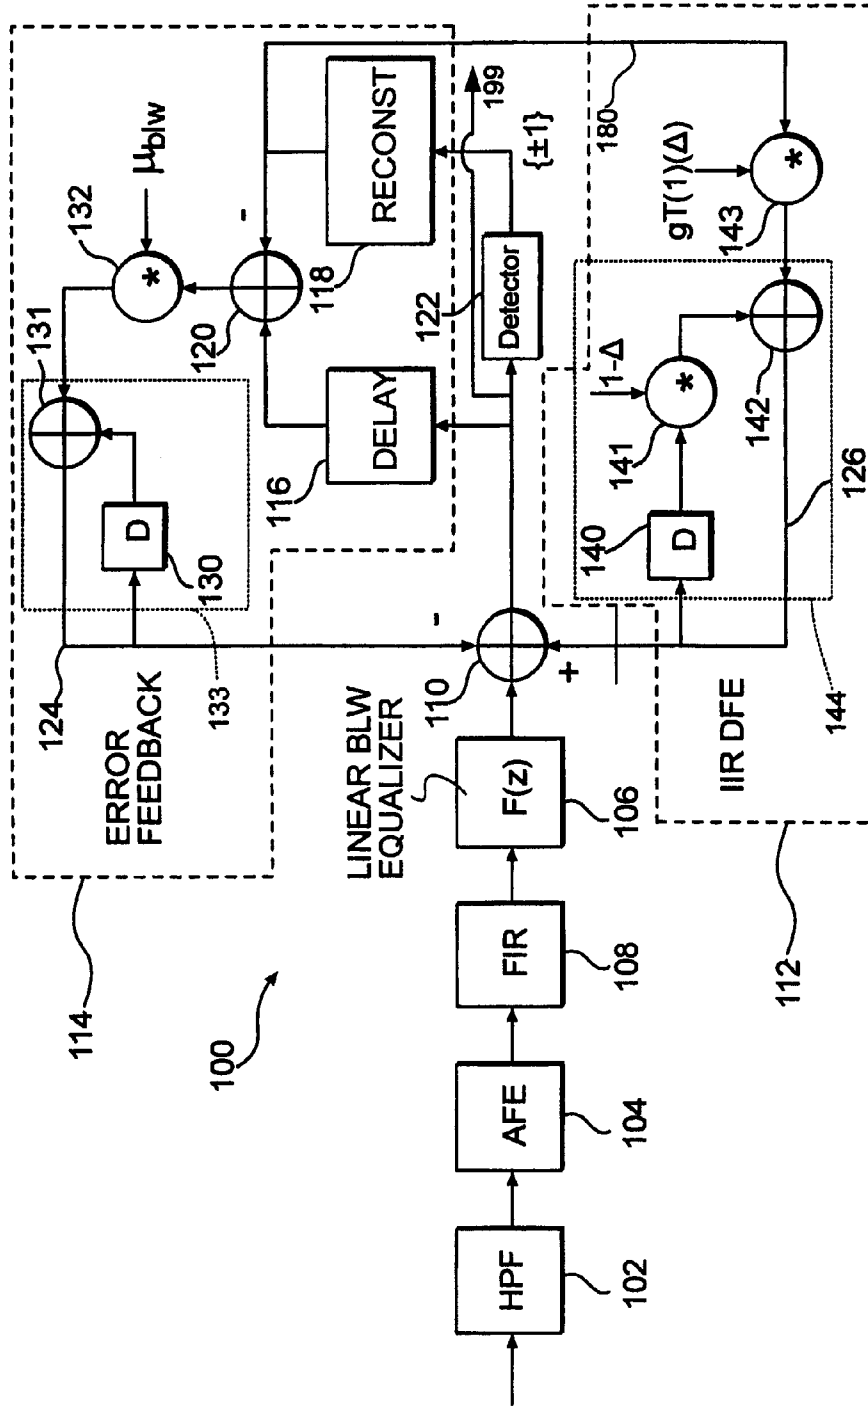 114
124
ERROR
FEEDBACK
133
D
130
131
*
132
μblw
-
120
DELAY
116
RECONST
118
199
-
100
HPF
102
AFE
104
FIR
108
LINEAR BLW
EQUALIZER
F(z)
106
110
+
Detector
122
{±1}
180
112
IIR DFE
144
D
140
1-Δ
*
141
142
126
gT(1)(Δ)
*
143